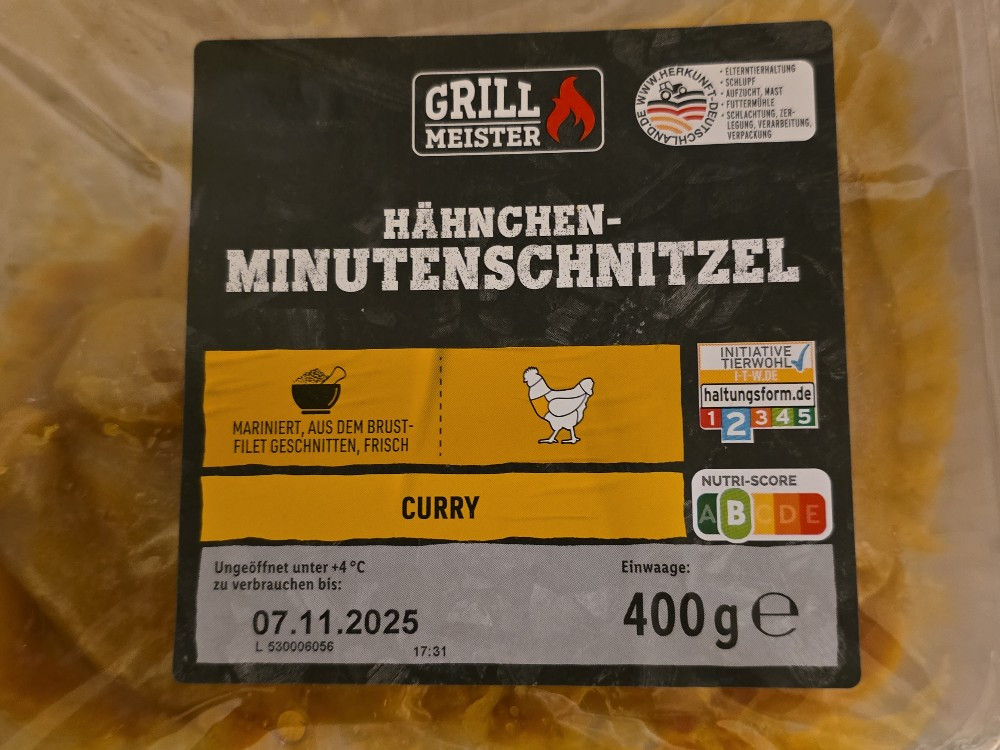 GRILL
MEISTER
WWW.HERKUNFT-DEUTSCHLAND.DE
· ELTERNTIERHALTUNG
· SCHLUPF
· AUFZUCHT, MAST
· FUTTERMÜHLE
· SCHLACHTUNG, ZER-
LEGUNG, VERARBEITUNG,
VERPACKUNG
HÄHNCHEN-
MINUTENSCHNITZEL
MARINIERT, AUS DEM BRUST-
FILET GESCHNITTEN, FRISCH
INITIATIVE
TIERWOHL
I-T-W.DE
haltungsform.de
1 2 3 4 5
CURRY
NUTRI-SCORE
A B C D E
Ungeöffnet unter +4 °C
zu verbrauchen bis:
07.11.2025
L 530006056 17:31
Einwaage:
400 g ℮